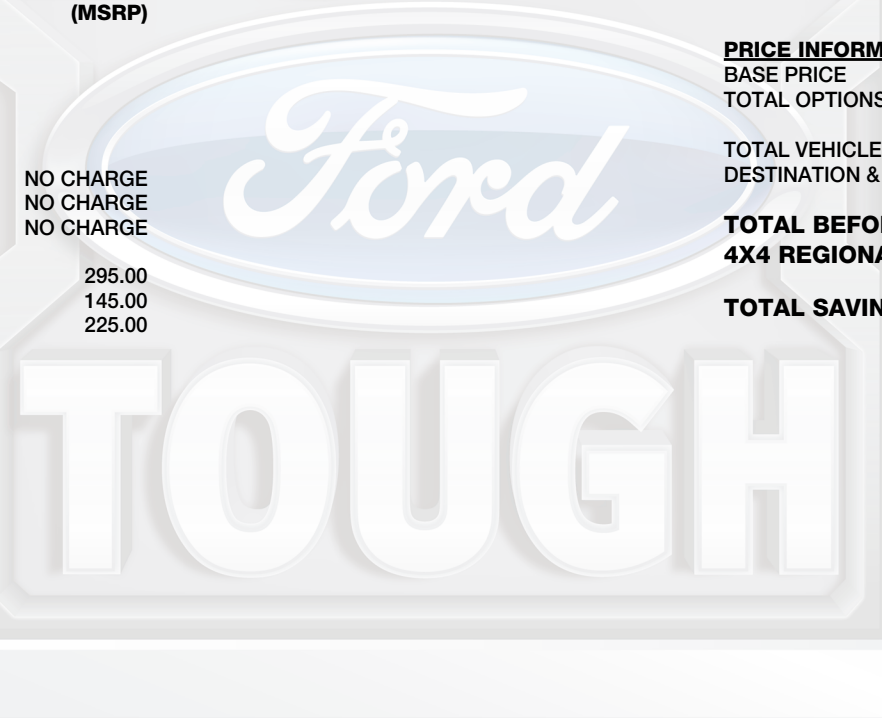 (MSRP)
NO CHARGE
NO CHARGE
NO CHARGE
295.00
145.00
225.00
Ford
TOUGH
PRICE INFORM
BASE PRICE
TOTAL OPTIONS
TOTAL VEHICLE
DESTINATION &
TOTAL BEFO
4X4 REGIONA
TOTAL SAVIN